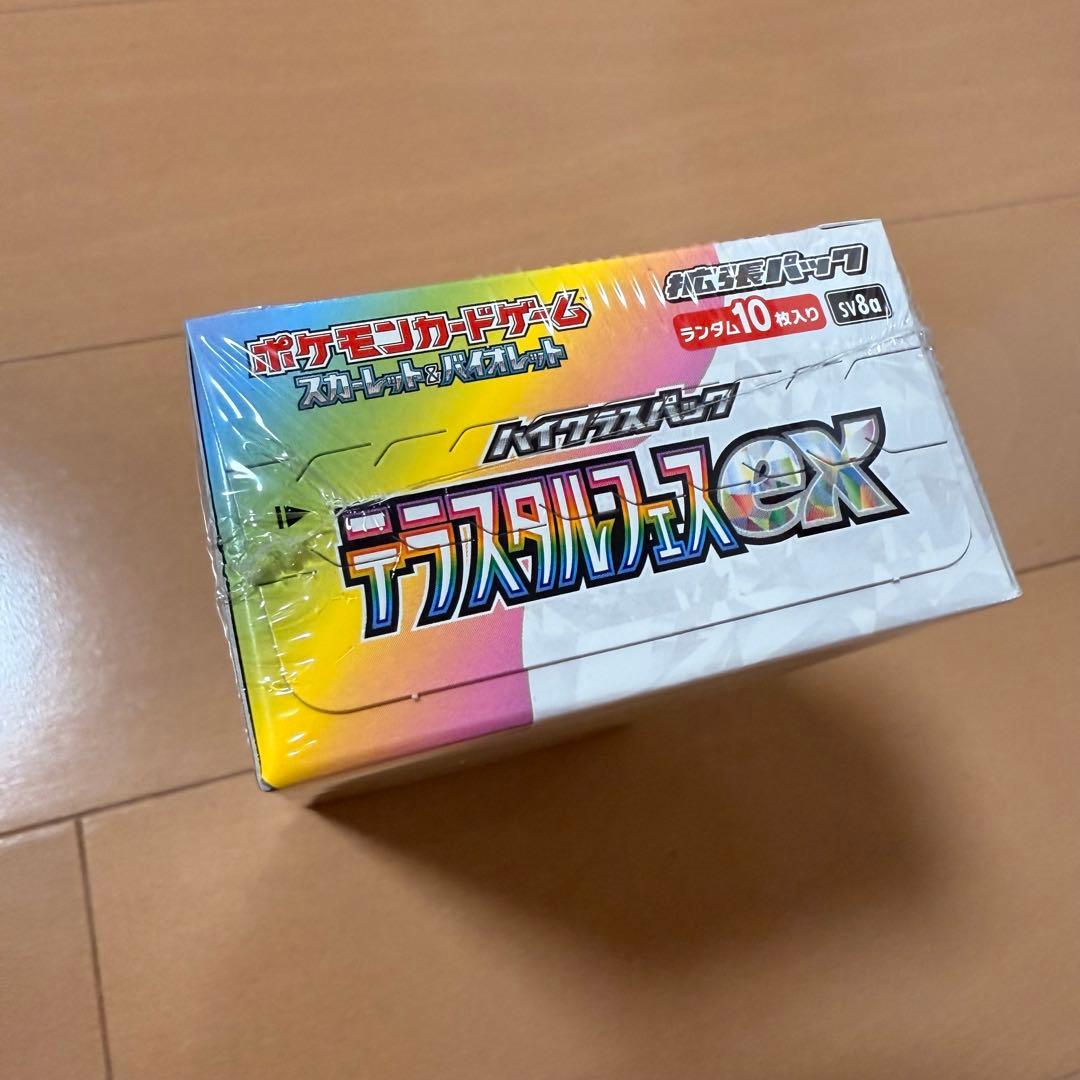 ポケモンカードゲーム™
スカーレット&バイオレット
拡張パック
ランダム10枚入り
SV8a
ハイクラスパック
テラスタルフェスex